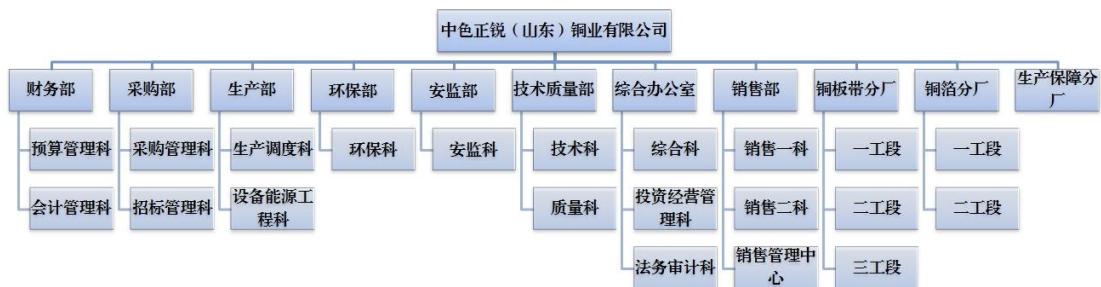 中色正锐（山东）铜业有限公司
财务部
采购部
生产部
环保部
安监部
技术质量部
综合办公室
销售部
铜板带分厂
铜箔分厂
生产保障分
厂
预算管理科
采购管理科
生产调度科
环保科
安监科
技术科
综合科
销售一科
一工段
一工段
会计管理科
招标管理科
设备能源工
程科
质量科
投资经营管
理科
销售二科
二工段
二工段
法务审计科
销售管理中
心
三工段